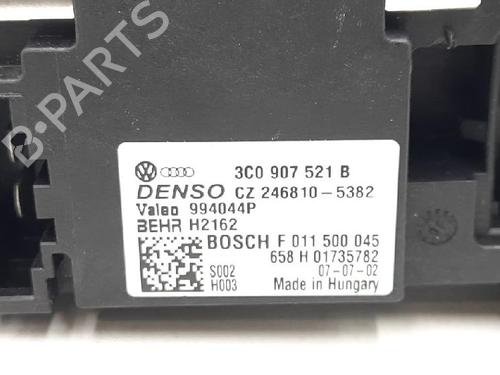 B-PARTS
3C0 907 521 B
DENSO CZ 246810-5382
Valeo 994044P
BEHR H2162
BOSCH F 011 500 045
658 H 01735782
S002 07-07-02
H003 Made in Hungary